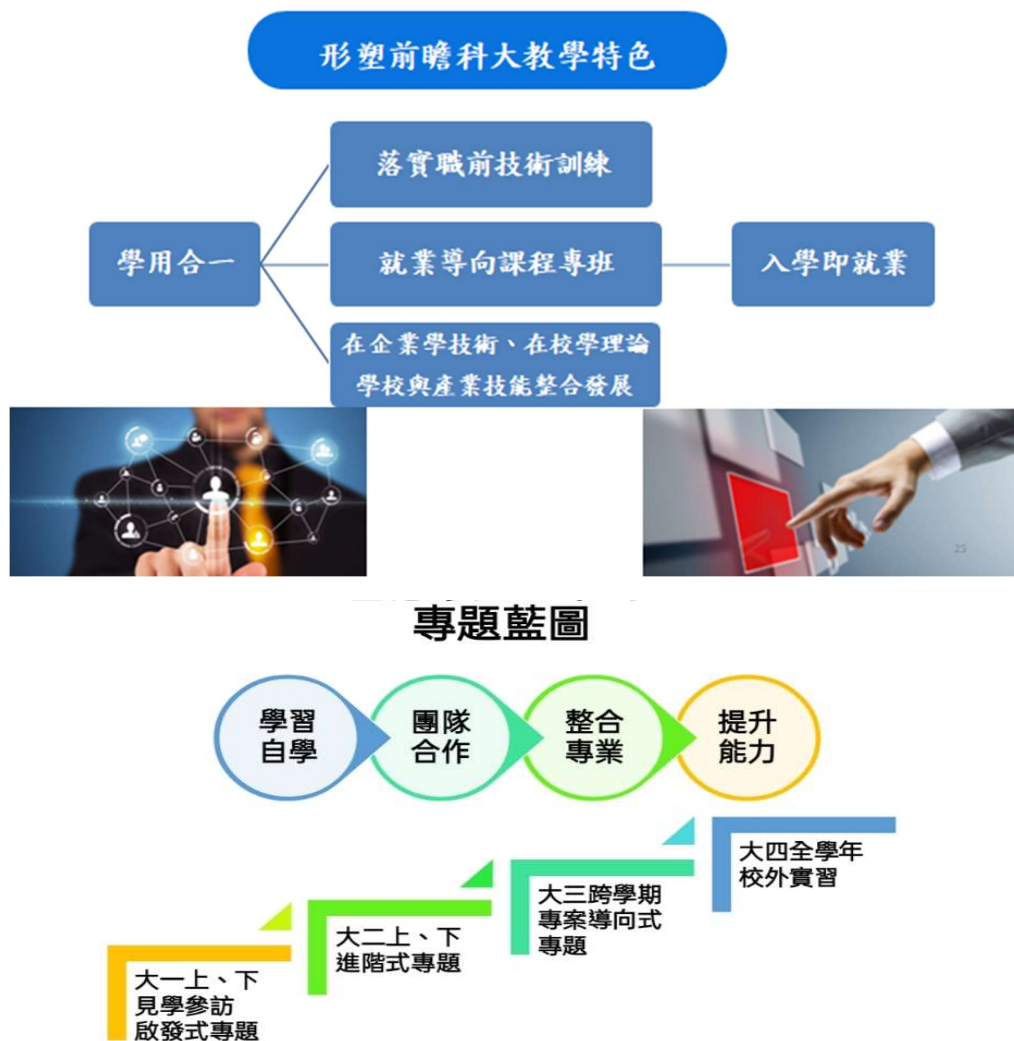 形塑前瞻科大教學特色
落實職前技術訓練
學用合一
就業導向課程專班
入學即就業
在企業學技術、在校學理論
學校與產業技能整合發展
25
專題藍圖
學習
自學
團隊
合作
整合
專業
提升
能力
大四全學年
校外實習
大三跨學期
專案導向式
專題
大二上、下
進階式專題
大一上、下
見學參訪
啟發式專題